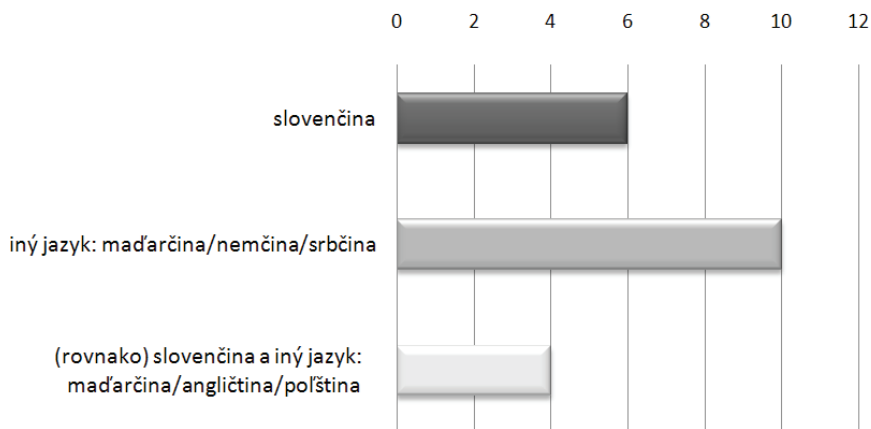 0 2 4 6 8 10 12
slovenčina
iný jazyk: maďarčina/nemčina/srbčina
(rovnako) slovenčina a iný jazyk:
maďarčina/angličtina/poľština